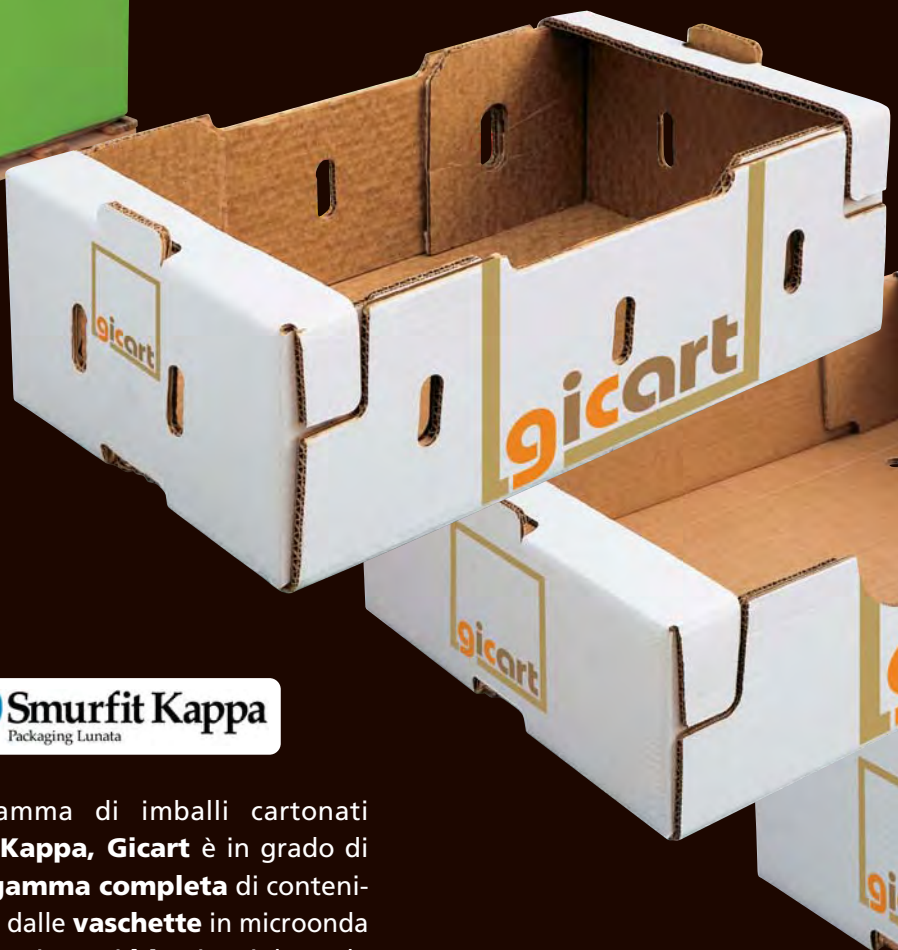 gicart
gicart
gicart
Smurfit Kappa
Packaging Lunata
di imballi cartonati
Kappa, Gicart è in grado di
gamma completa di conteni-
dalle vaschette in microonda